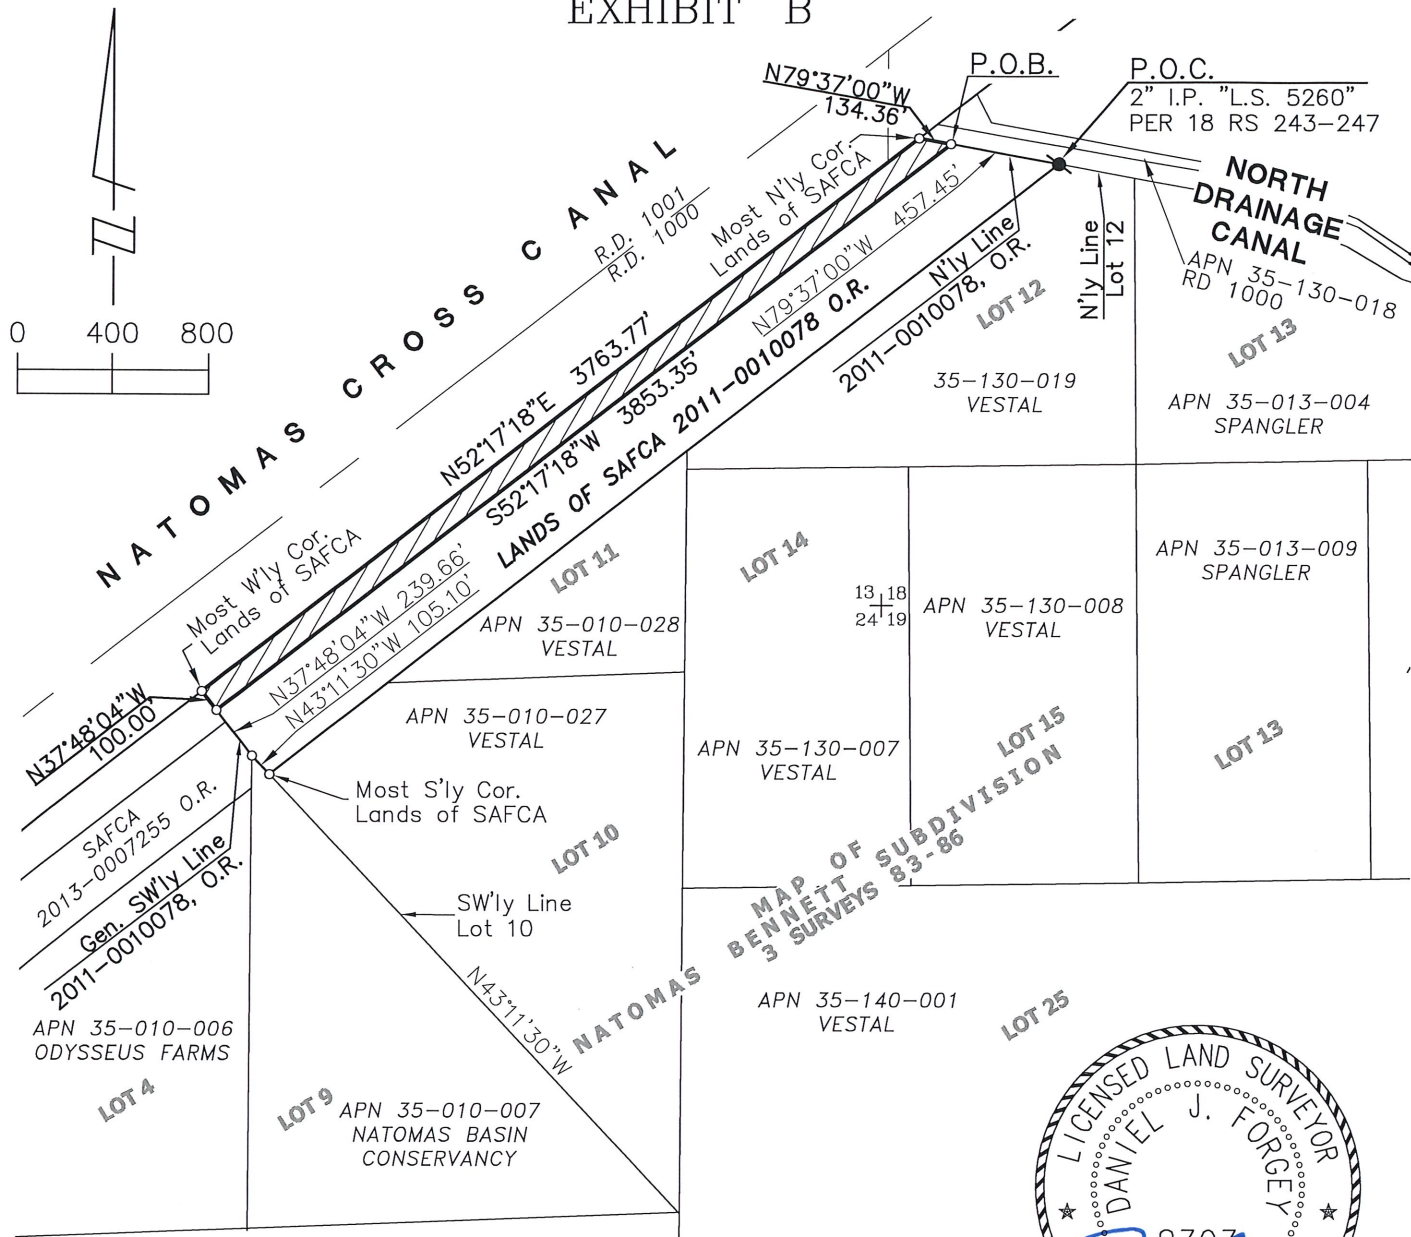 EXHIBIT B
N79°37'00"W
134.36'
P.O.B.
P.O.C.
2" I.P. "L.S. 5260"
PER 18 RS 243-247
NORTH
DRAINAGE
CANAL
APN 35-130-018
RD 1000
N'ly Line
Lot 12
Most N'ly Cor.
Lands of SAFCA
N79°37'00"W 457.45'
N'ly Line
2011-0010078, O.R.
R.D. 1001
R.D. 1000
NATOMAS CROSS CANAL
0 400 800
N52°17'18"E 3763.77'
S52°17'18"W 3853.35'
LANDS OF SAFCA 2011-0010078 O.R.
LOT 12
35-130-019
VESTAL
LOT 13
APN 35-013-004
SPANGLER
Most W'ly Cor.
Lands of SAFCA
N37°48'04"W 239.66'
N43°11'30"W 105.10'
N37°48'04"W
100.00'
LOT 11
APN 35-010-028
VESTAL
LOT 14
13 18
24 19
APN 35-130-008
VESTAL
APN 35-013-009
SPANGLER
APN 35-010-027
VESTAL
APN 35-130-007
VESTAL
LOT 15
LOT 13
Most S'ly Cor.
Lands of SAFCA
SAFCA
2013-0007255 O.R.
Gen. SW'ly Line
2011-0010078, O.R.
LOT 10
SW'ly Line
Lot 10
N43°11'30"W
MAP OF
NATOMAS BENNETT SUBDIVISION
3 SURVEYS 83-86
APN 35-140-001
VESTAL
LOT 25
APN 35-010-006
ODYSSEUS FARMS
LOT 4
LOT 9
APN 35-010-007
NATOMAS BASIN
CONSERVANCY
LICENSED LAND SURVEYOR
DANIEL J. FORGEY